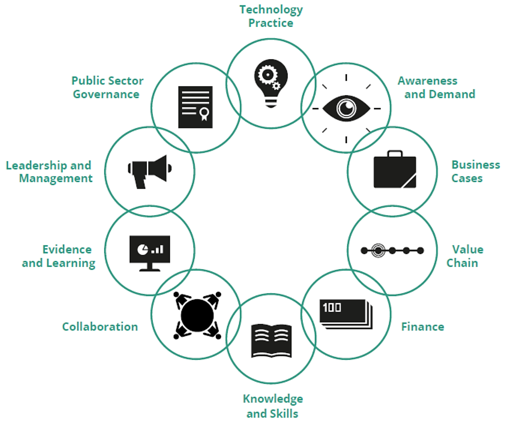 Technology
Practice
Awareness
and Demand
Business
Cases
Value
Chain
Finance
100
Knowledge
and Skills
Collaboration
Evidence
and Learning
Leadership and
Management
Public Sector
Governance